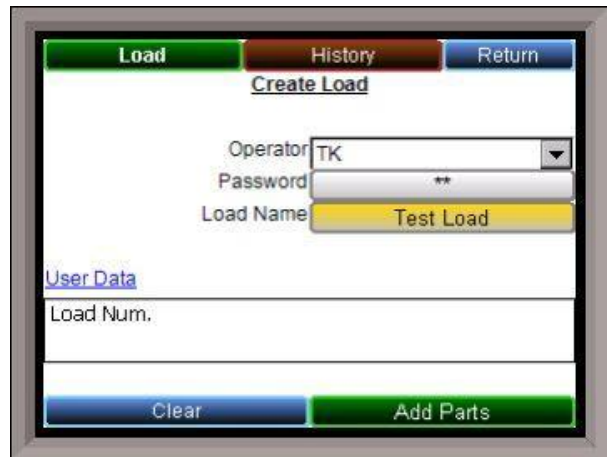 Load History Return
Create Load
Operator TK
Password **
Load Name Test Load
User Data
Load Num.
Clear Add Parts